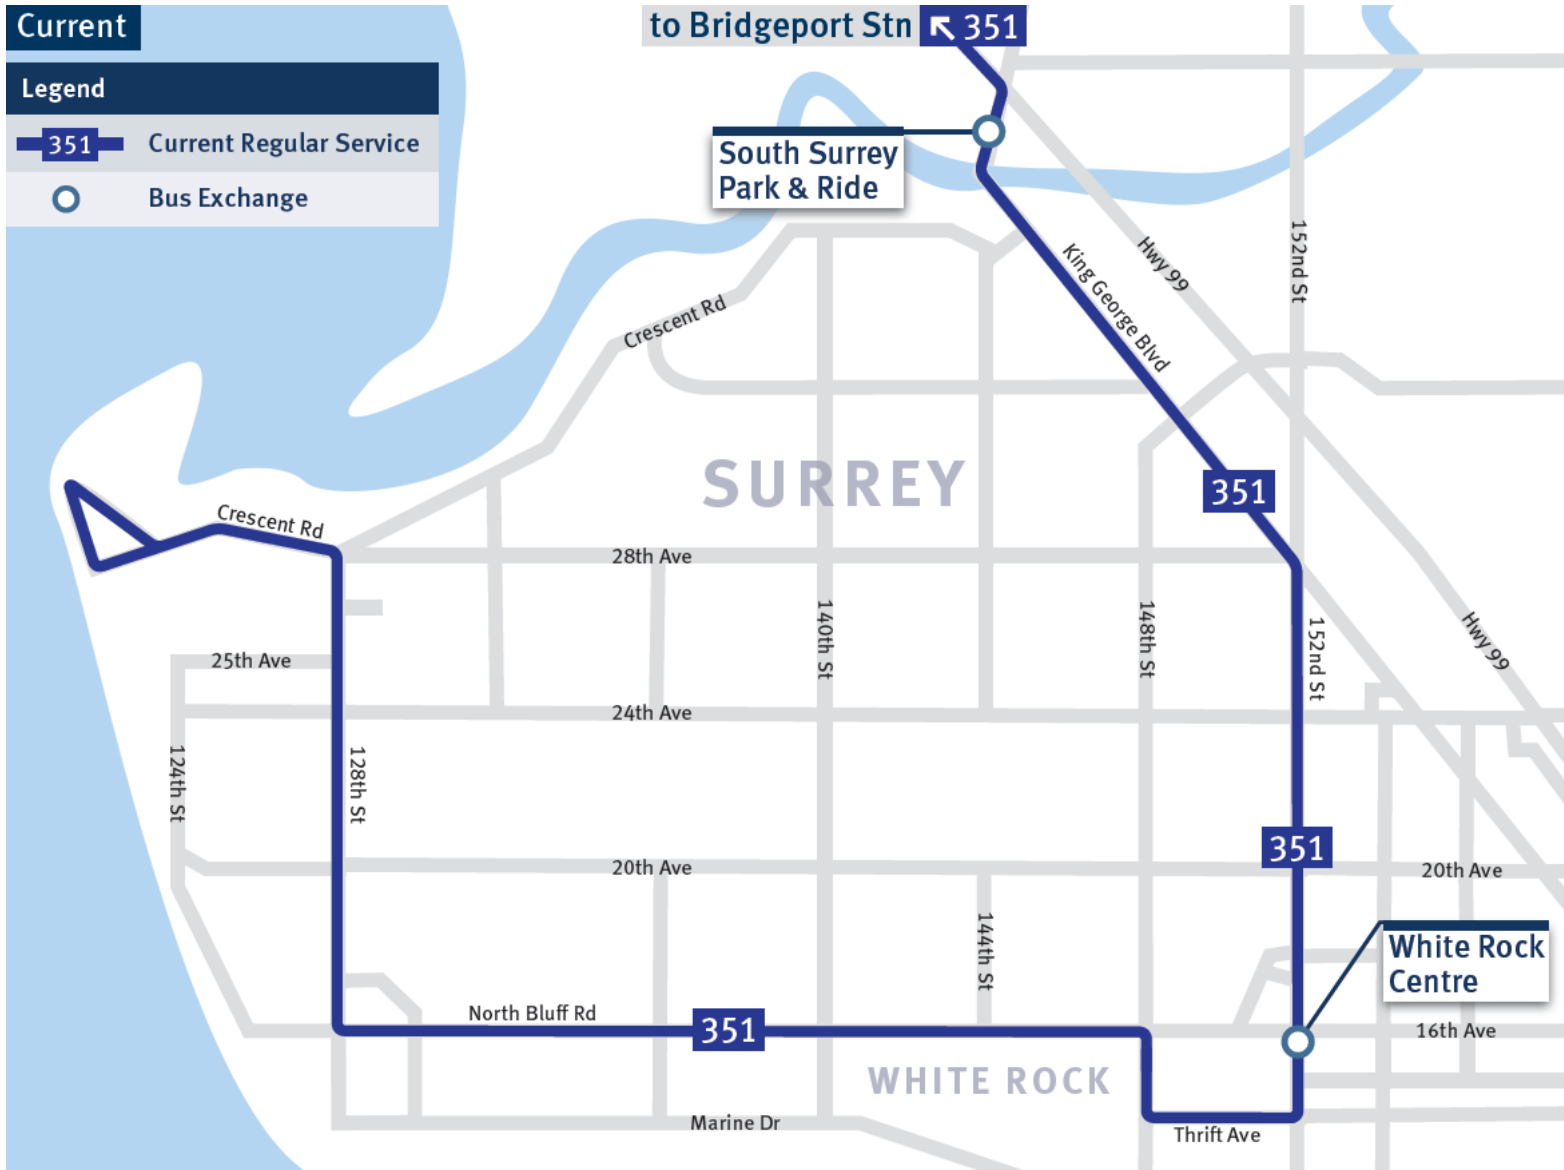 Current
to Bridgeport Stn
351
Legend
351
Current Regular Service
Bus Exchange
South Surrey
Park & Ride
152nd St
Hwy 99
King George Blvd
Crescent Rd
SURREY
351
Crescent Rd
28th Ave
140th St
148th St
152nd St
Hwy 99
25th Ave
24th Ave
124th St
128th St
351
20th Ave
20th Ave
144th St
White Rock
Centre
North Bluff Rd
351
16th Ave
WHITE ROCK
Marine Dr
Thrift Ave